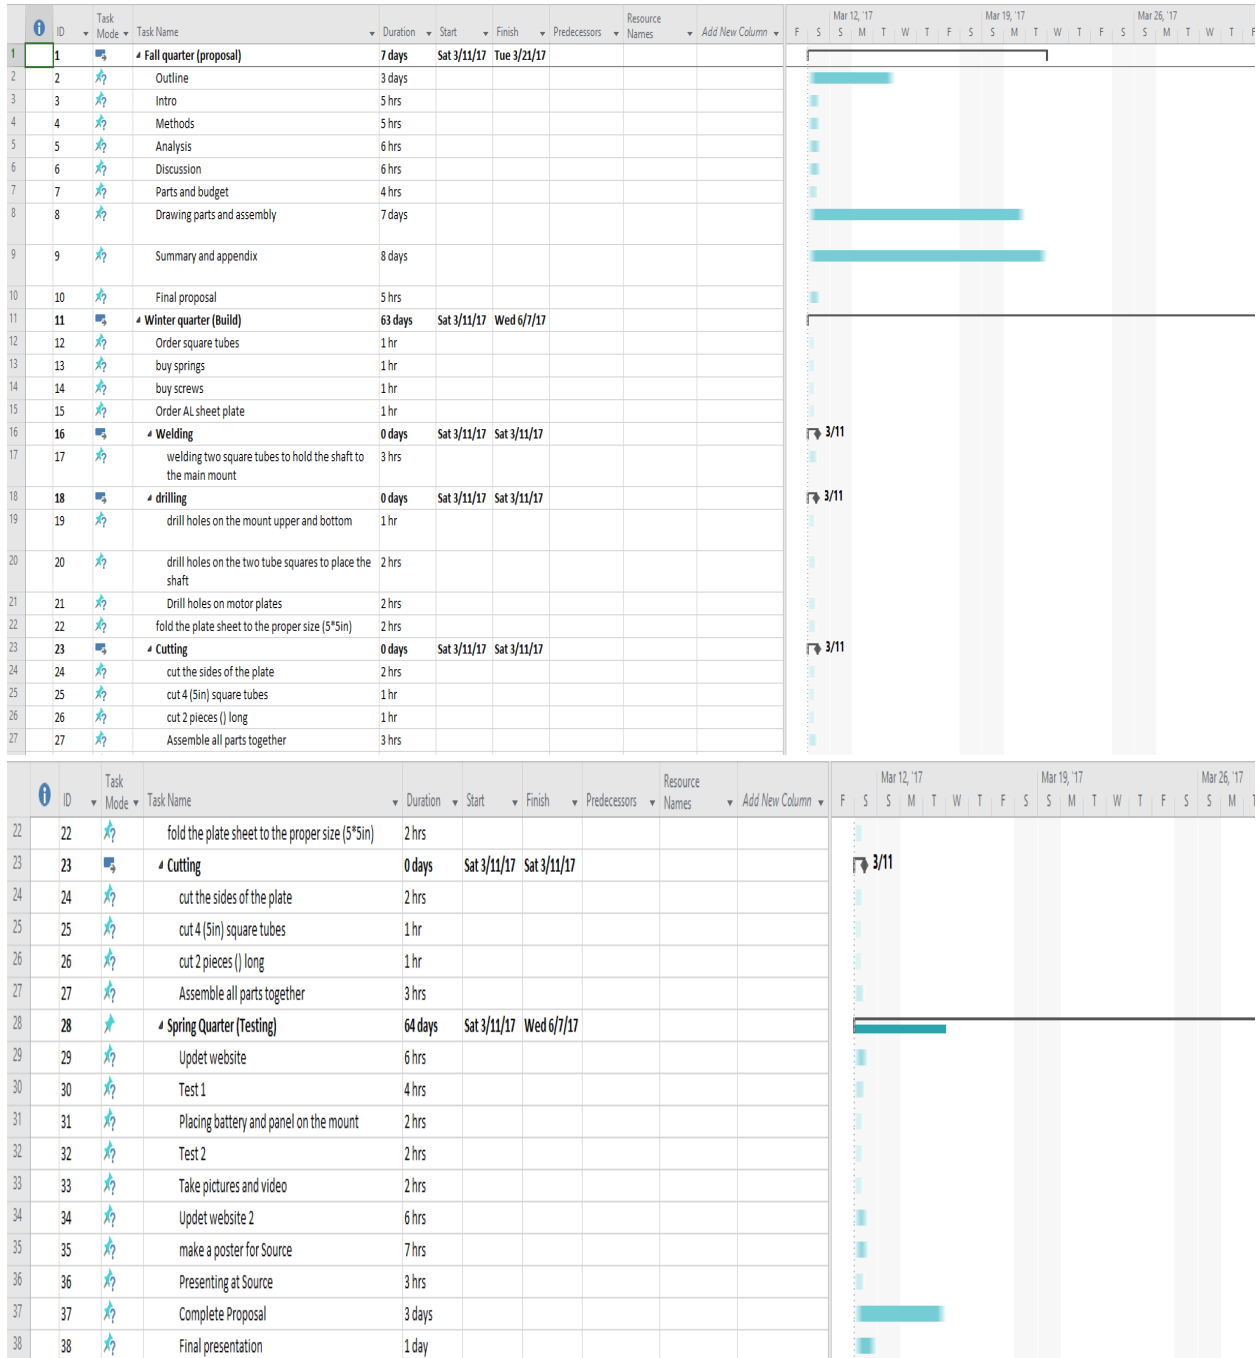 Mar 12, '17 Mar 19, '17 Mar 26, '17
ID Task Mode Task Name Duration Start Finish Predecessors Resource Names Add New Column F S S M T W T F S S M T W T F S S M T W T F
1 1 Fall quarter (proposal) 7 days Sat 3/11/17 Tue 3/21/17
2 2 Outline 3 days
3 3 Intro 5 hrs
4 4 Methods 5 hrs
5 5 Analysis 6 hrs
6 6 Discussion 6 hrs
7 7 Parts and budget 4 hrs
8 8 Drawing parts and assembly 7 days
9 9 Summary and appendix 8 days
10 10 Final proposal 5 hrs
11 11 Winter quarter (Build) 63 days Sat 3/11/17 Wed 6/7/17
12 12 Order square tubes 1 hr
13 13 buy springs 1 hr
14 14 buy screws 1 hr
15 15 Order AL sheet plate 1 hr
16 16 Welding 0 days Sat 3/11/17 Sat 3/11/17 3/11
17 17 welding two square tubes to hold the shaft to 3 hrs
the main mount
18 18 drilling 0 days Sat 3/11/17 Sat 3/11/17 3/11
19 19 drill holes on the mount upper and bottom 1 hr
20 20 drill holes on the two tube squares to place the 2 hrs
shaft
21 21 Drill holes on motor plates 2 hrs
22 22 fold the plate sheet to the proper size (5*5in) 2 hrs
23 23 Cutting 0 days Sat 3/11/17 Sat 3/11/17 3/11
24 24 cut the sides of the plate 2 hrs
25 25 cut 4 (5in) square tubes 1 hr
26 26 cut 2 pieces () long 1 hr
27 27 Assemble all parts together 3 hrs
Mar 12, '17 Mar 19, '17 Mar 26, '17
ID Task Mode Task Name Duration Start Finish Predecessors Resource Names Add New Column F S S M T W T F S S M T W T F S S M T
22 22 fold the plate sheet to the proper size (5*5in) 2 hrs
23 23 Cutting 0 days Sat 3/11/17 Sat 3/11/17 3/11
24 24 cut the sides of the plate 2 hrs
25 25 cut 4 (5in) square tubes 1 hr
26 26 cut 2 pieces () long 1 hr
27 27 Assemble all parts together 3 hrs
28 28 Spring Quarter (Testing) 64 days Sat 3/11/17 Wed 6/7/17
29 29 Updet website 6 hrs
30 30 Test 1 4 hrs
31 31 Placing battery and panel on the mount 2 hrs
32 32 Test 2 2 hrs
33 33 Take pictures and video 2 hrs
34 34 Updet website 2 6 hrs
35 35 make a poster for Source 7 hrs
36 36 Presenting at Source 3 hrs
37 37 Complete Proposal 3 days
38 38 Final presentation 1 day